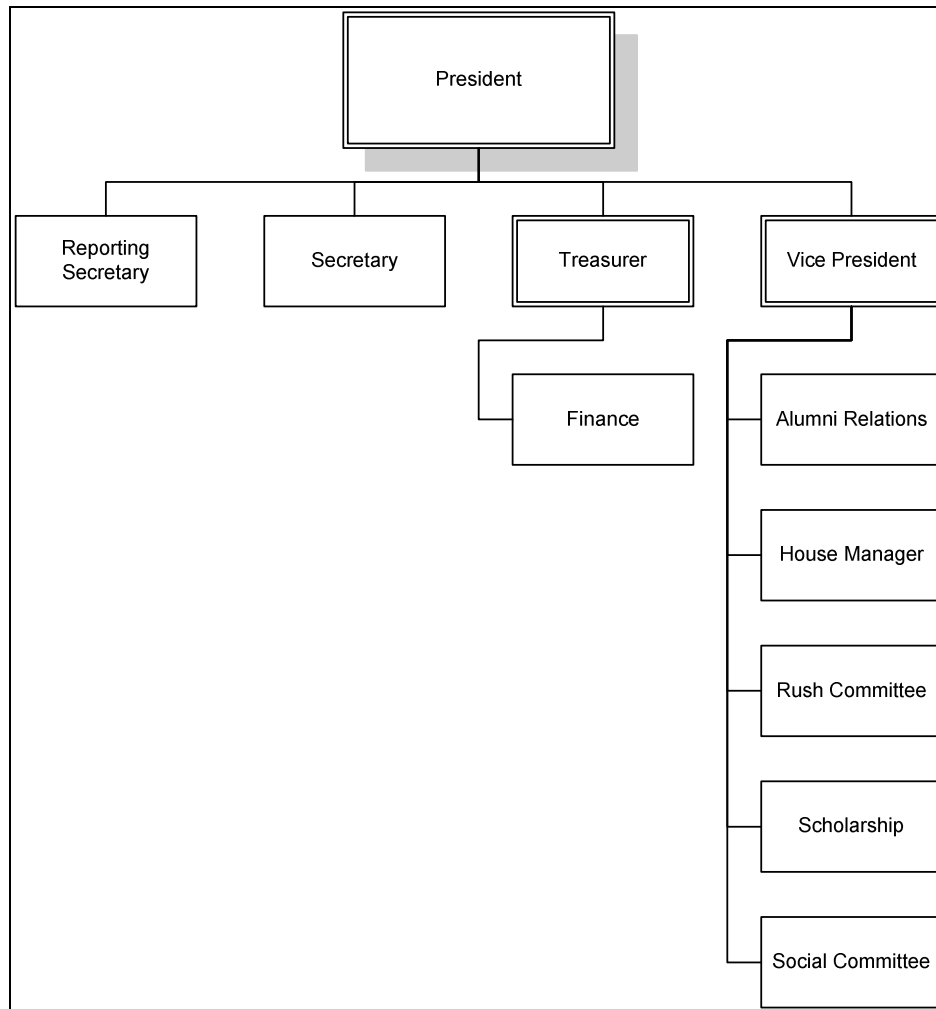 President
Reporting
Secretary
Secretary
Treasurer
Vice President
Finance
Alumni Relations
House Manager
Rush Committee
Scholarship
Social Committee